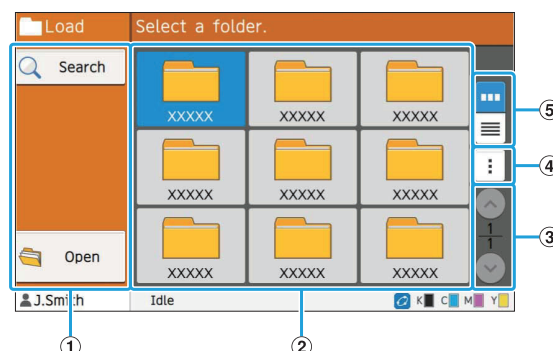 Load
Select a folder.
Search
XXXXX XXXXX XXXXX
5
4
XXXXX XXXXX XXXXX
1
1
3
Open
XXXXX XXXXX XXXXX
J.Smith
Idle
K C M Y
1
2